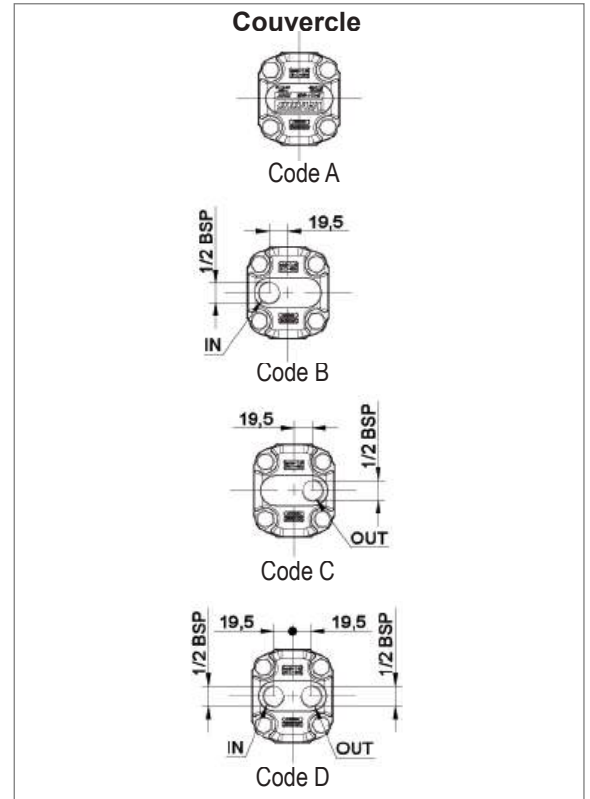 Couvercle
Code A
19,5
1/2 BSP
IN
Code B
19,5
1/2 BSP
OUT
Code C
1/2 BSP
19,5
19,5
1/2 BSP
IN
OUT
Code D